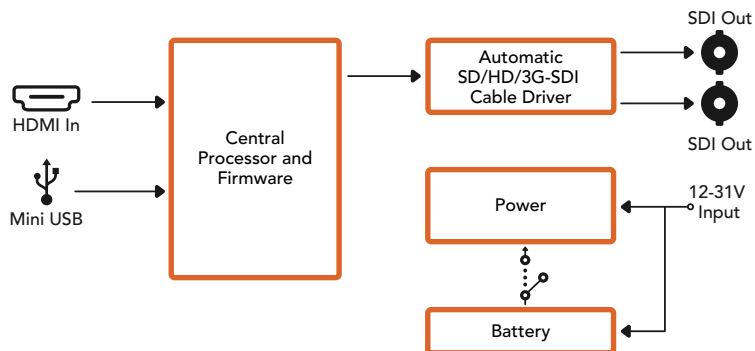 SDI Out
Automatic
SD/HD/3G-SDI
Cable Driver
HDMI In
Central
Processor and
Firmware
SDI Out
Mini USB
Power
12-31V
Input
Battery